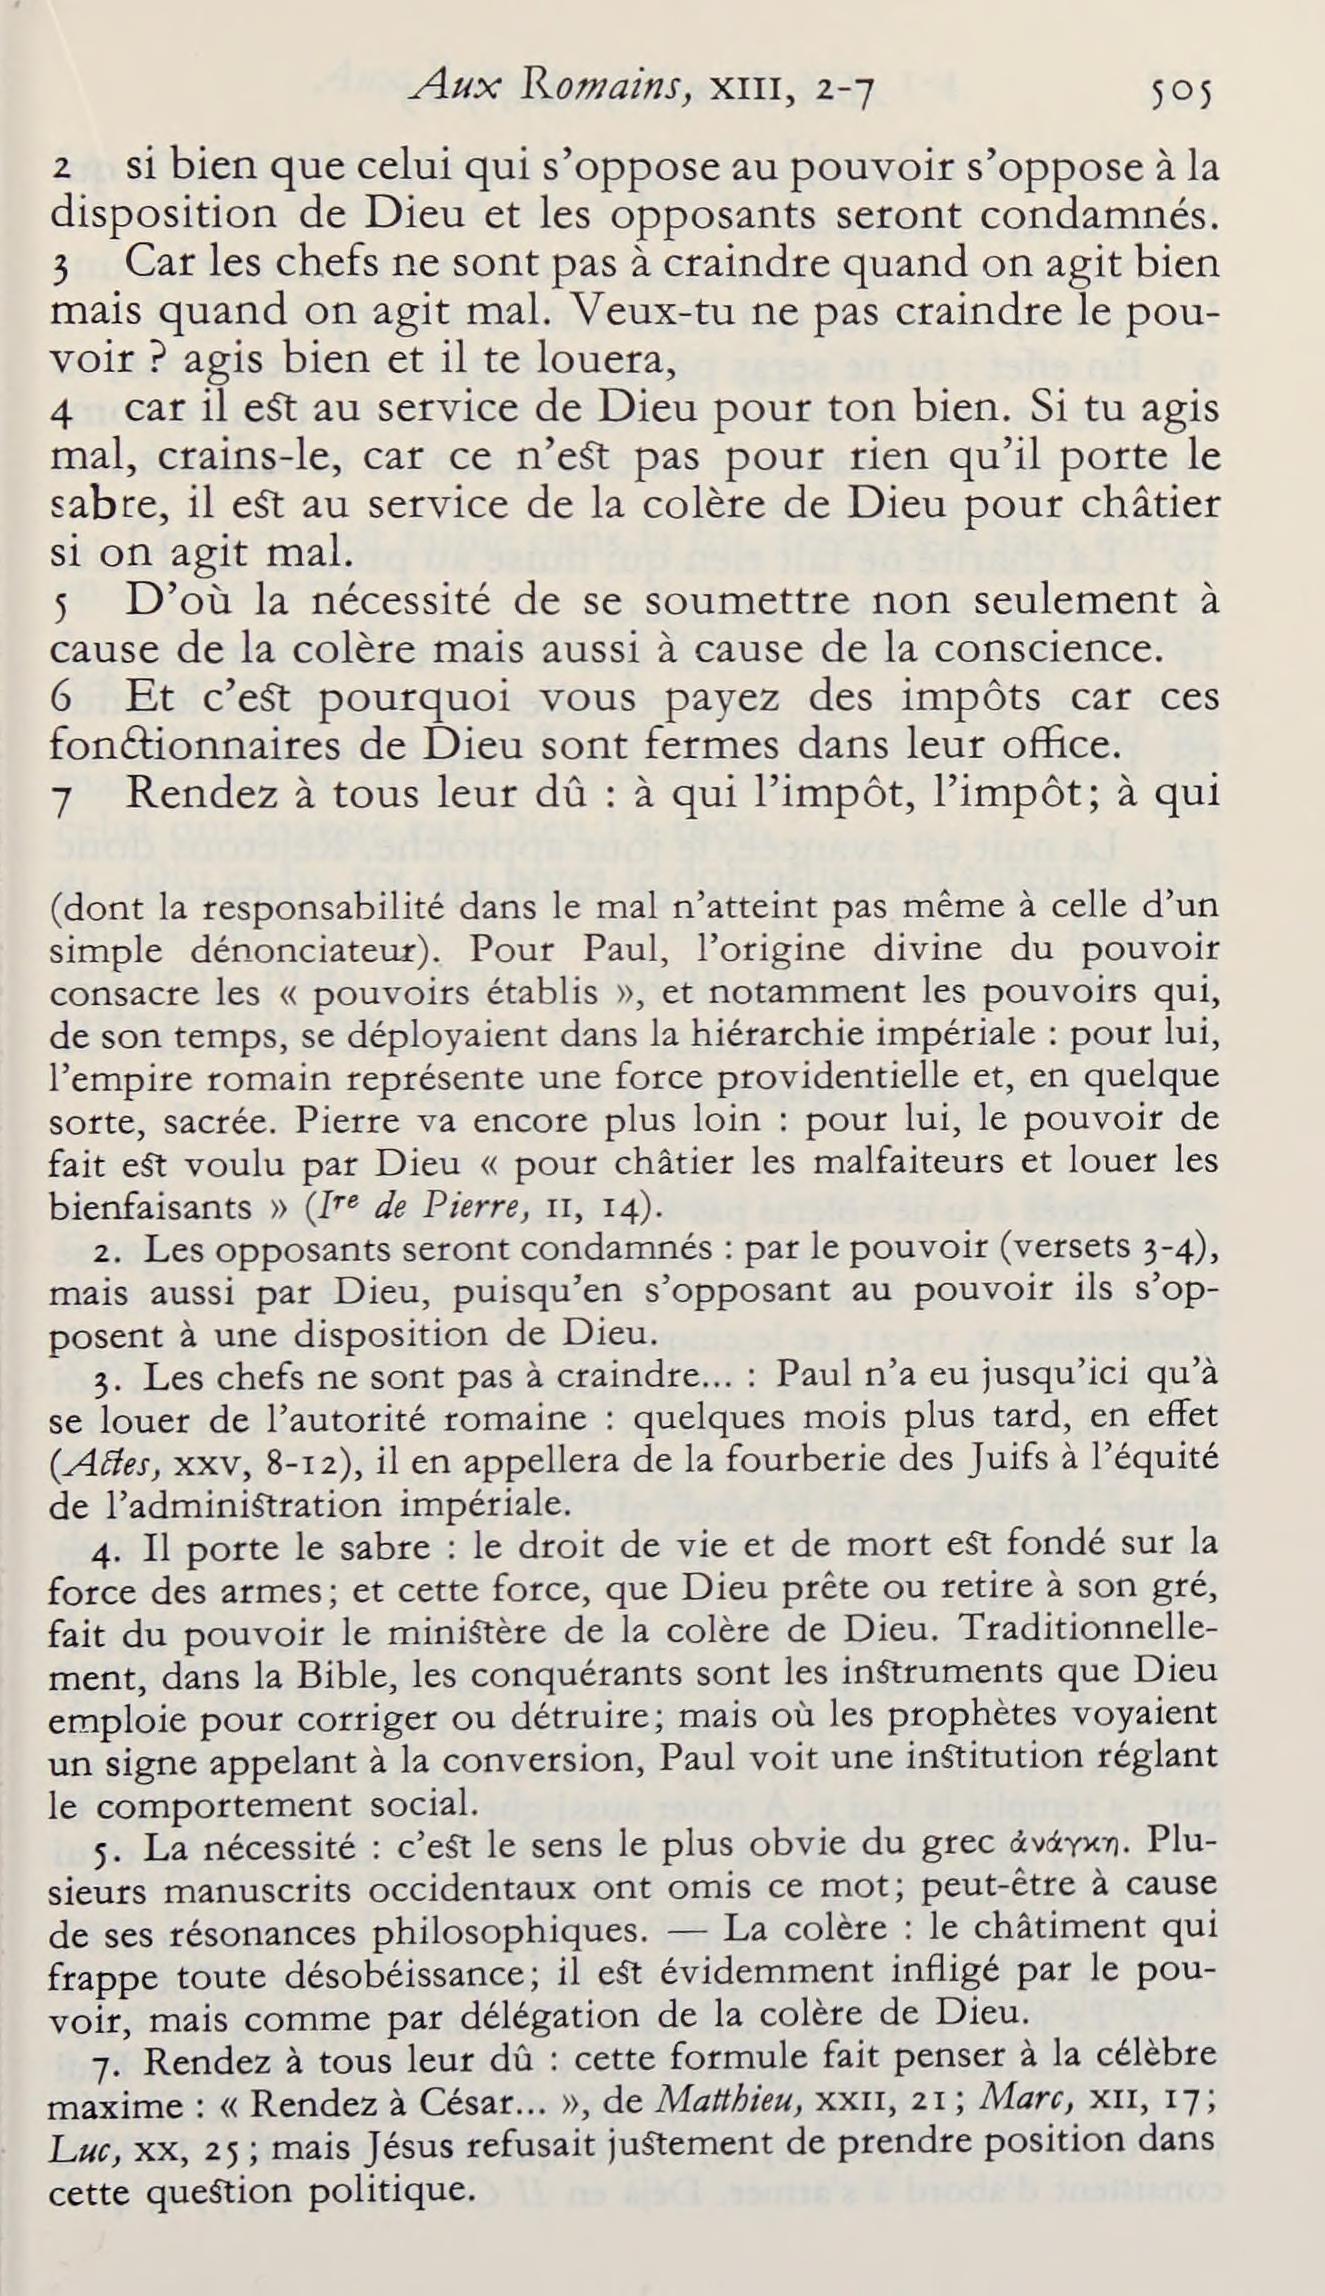 Aux Romains, XIII, 2-7 505
2 si bien que celui qui s’oppose au pouvoir s’oppose à la
disposition de Dieu et les opposants seront condamnés.
3 Car les chefs ne sont pas à craindre quand on agit bien
mais quand on agit mal. Veux-tu ne pas craindre le pou-
voir ? agis bien et il te louera,
4 car il est au service de Dieu pour ton bien. Si tu agis
mal, crains-le, car ce n’est pas pour rien qu’il porte le
sabre, il est au service de la colère de Dieu pour châtier
si on agit mal.
5 D’où la nécessité de se soumettre non seulement à
cause de la colère mais aussi à cause de la conscience.
6 Et c’est pourquoi vous payez des impôts car ces
fonctionnaires de Dieu sont fermes dans leur office.
7 Rendez à tous leur dû : à qui l’impôt, l’impôt; à qui
(dont la responsabilité dans le mal n’atteint pas même à celle d’un
simple dénonciateur). Pour Paul, l’origine divine du pouvoir
consacre les « pouvoirs établis », et notamment les pouvoirs qui,
de son temps, se déployaient dans la hiérarchie impériale : pour lui,
l’empire romain représente une force providentielle et, en quelque
sorte, sacrée. Pierre va encore plus loin : pour lui, le pouvoir de
fait est voulu par Dieu « pour châtier les malfaiteurs et louer les
bienfaisants » (Ire de Pierre, II, 14).
2. Les opposants seront condamnés : par le pouvoir (versets 3-4),
mais aussi par Dieu, puisqu’en s’opposant au pouvoir ils s’op-
posent à une disposition de Dieu.
3. Les chefs ne sont pas à craindre... : Paul n’a eu jusqu’ici qu’à
se louer de l’autorité romaine : quelques mois plus tard, en effet
(Actes, XXV, 8-12), il en appellera de la fourberie des Juifs à l’équité
de l’administration impériale.
4. Il porte le sabre : le droit de vie et de mort est fondé sur la
force des armes; et cette force, que Dieu prête ou retire à son gré,
fait du pouvoir le ministère de la colère de Dieu. Traditionnelle-
ment, dans la Bible, les conquérants sont les instruments que Dieu
emploie pour corriger ou détruire; mais où les prophètes voyaient
un signe appelant à la conversion, Paul voit une institution réglant
le comportement social.
5. La nécessité : c’est le sens le plus obvie du grec ἀνάγκη. Plu-
sieurs manuscrits occidentaux ont omis ce mot; peut-être à cause
de ses résonances philosophiques. — La colère : le châtiment qui
frappe toute désobéissance; il est évidemment infligé par le pou-
voir, mais comme par délégation de la colère de Dieu.
7. Rendez à tous leur dû : cette formule fait penser à la célèbre
maxime : « Rendez à César... », de Matthieu, XXII, 21; Marc, XII, 17;
Luc, XX, 25; mais Jésus refusait justement de prendre position dans
cette question politique.